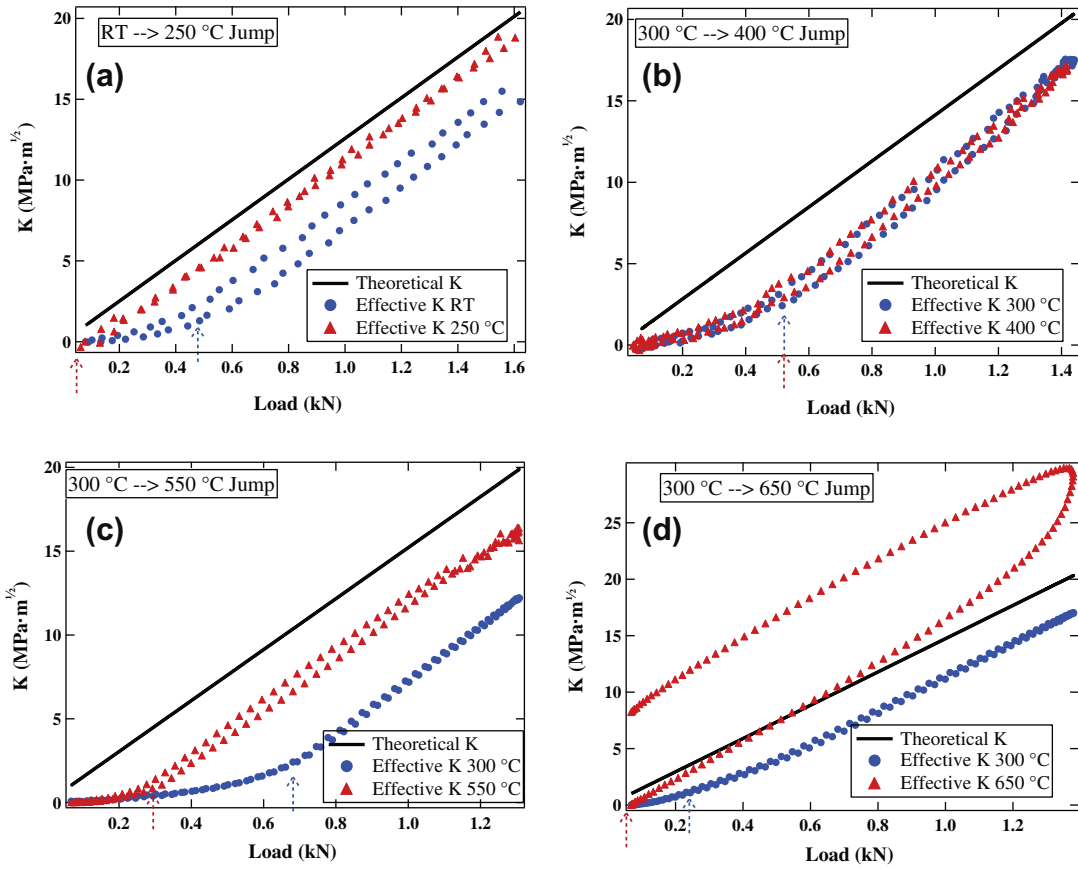 RT --> 250 °C Jump
(a)
K (MPa·m½)
20
15
10
5
0
Theoretical K
Effective K RT
Effective K 250 °C
0.2 0.4 0.6 0.8 1.0 1.2 1.4 1.6
Load (kN)
300 °C --> 400 °C Jump
(b)
K (MPa·m½)
20
15
10
5
0
Theoretical K
Effective K 300 °C
Effective K 400 °C
0.2 0.4 0.6 0.8 1.0 1.2 1.4
Load (kN)
300 °C --> 550 °C Jump
(c)
K (MPa·m½)
20
15
10
5
0
Theoretical K
Effective K 300 °C
Effective K 550 °C
0.2 0.4 0.6 0.8 1.0 1.2
Load (kN)
300 °C --> 650 °C Jump
(d)
K (MPa·m½)
25
20
15
10
5
0
Theoretical K
Effective K 300 °C
Effective K 650 °C
0.2 0.4 0.6 0.8 1.0 1.2
Load (kN)